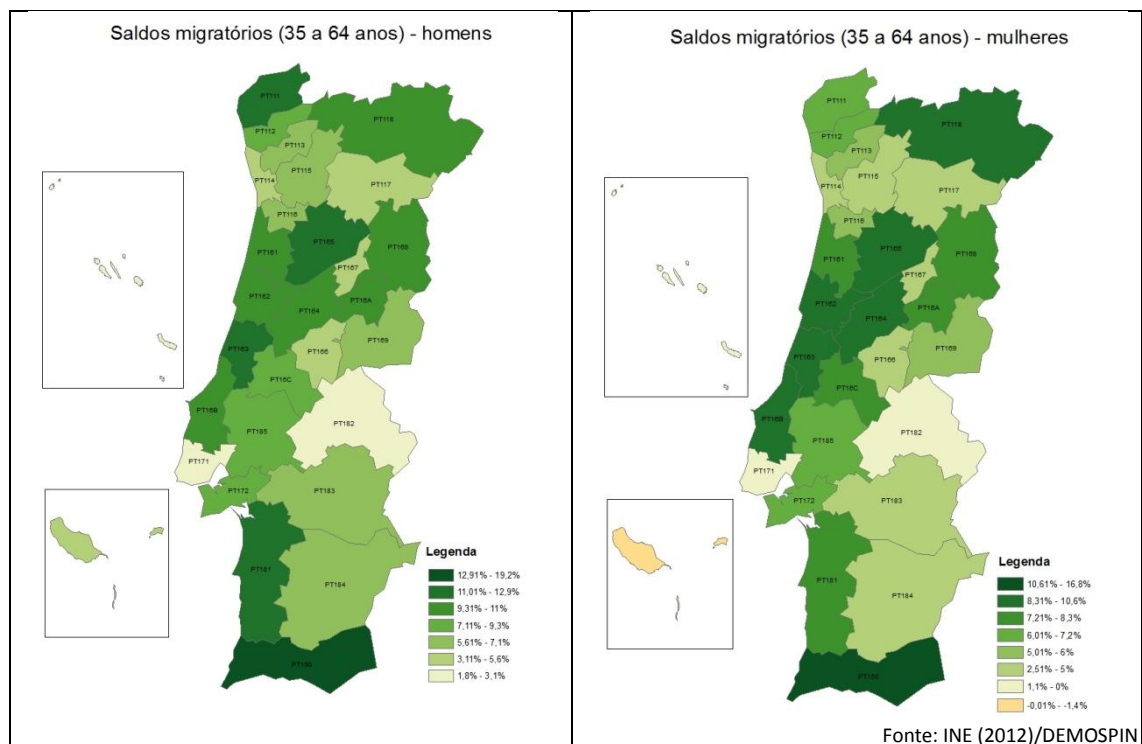 Saldos migratórios (35 a 64 anos) - homens
PT111
PT118
PT112
PT113
PT115
PT114
PT117
PT116
PT165
PT161
PT168
PT167
PT162
PT164
PT16A
PT163
PT166
PT169
PT16C
PT16B
PT182
PT185
PT171
PT183
PT172
PT181
PT184
PT150
Legenda
12,91% - 19,2%
11,01% - 12,9%
9,31% - 11%
7,11% - 9,3%
5,61% - 7,1%
3,11% - 5,6%
1,8% - 3,1%
Saldos migratórios (35 a 64 anos) - mulheres
PT111
PT118
PT112
PT113
PT115
PT114
PT117
PT116
PT165
PT161
PT168
PT167
PT162
PT164
PT16A
PT163
PT166
PT169
PT16C
PT16B
PT182
PT185
PT171
PT183
PT172
PT181
PT184
PT150
Legenda
10,61% - 16,8%
8,31% - 10,6%
7,21% - 8,3%
6,01% - 7,2%
5,01% - 6%
2,51% - 5%
1,1% - 0%
-0,01% - -1,4%
Fonte: INE (2012)/DEMOSPIN